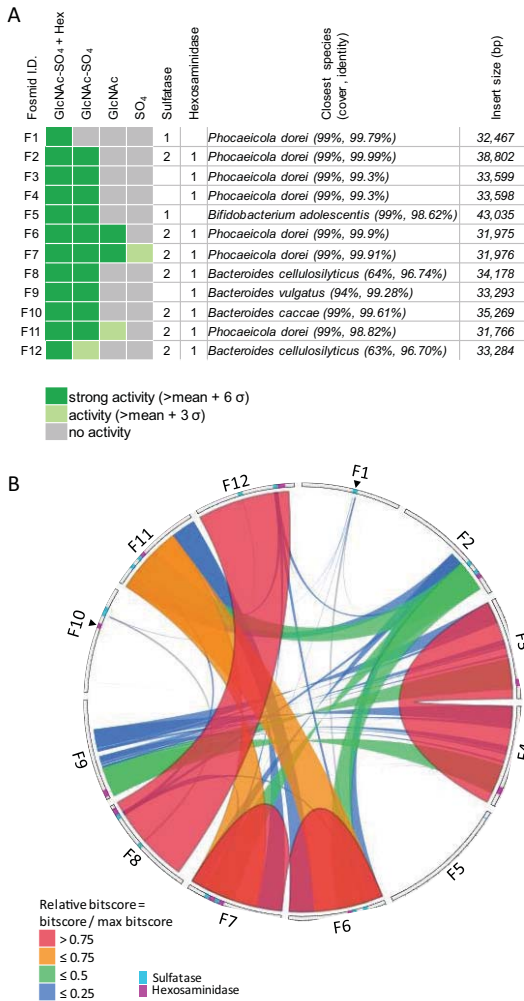 A
Fosmid I.D.
GlcNAc-SO4 + Hex
GlcNAc-SO4
GlcNAc
SO4
Sulfatase
Hexosaminidase
Closest species
(cover, identity)
Insert size (bp)
F1 1 Phocaeicola dorei (99%, 99.79%) 32,467
F2 2 1 Phocaeicola dorei (99%, 99.99%) 38,802
F3 1 Phocaeicola dorei (99%, 99.3%) 33,599
F4 1 Phocaeicola dorei (99%, 99.3%) 33,598
F5 1 Bifidobacterium adolescentis (99%, 98.62%) 43,035
F6 2 1 Phocaeicola dorei (99%, 99.9%) 31,975
F7 2 1 Phocaeicola dorei (99%, 99.91%) 31,976
F8 2 1 Bacteroides cellulosilyticus (64%, 96.74%) 34,178
F9 1 Bacteroides vulgatus (94%, 99.28%) 33,293
F10 2 1 Bacteroides caccae (99%, 99.61%) 35,269
F11 2 1 Phocaeicola dorei (99%, 98.82%) 31,766
F12 2 1 Bacteroides cellulosilyticus (63%, 96.70%) 33,284
strong activity (>mean + 6 σ)
activity (>mean + 3 σ)
no activity
B
F1
F2
F3
F4
F5
F6
F7
F8
F9
F10
F11
F12
Relative bitscore =
bitscore / max bitscore
> 0.75
≤ 0.75
≤ 0.5
≤ 0.25
Sulfatase
Hexosaminidase